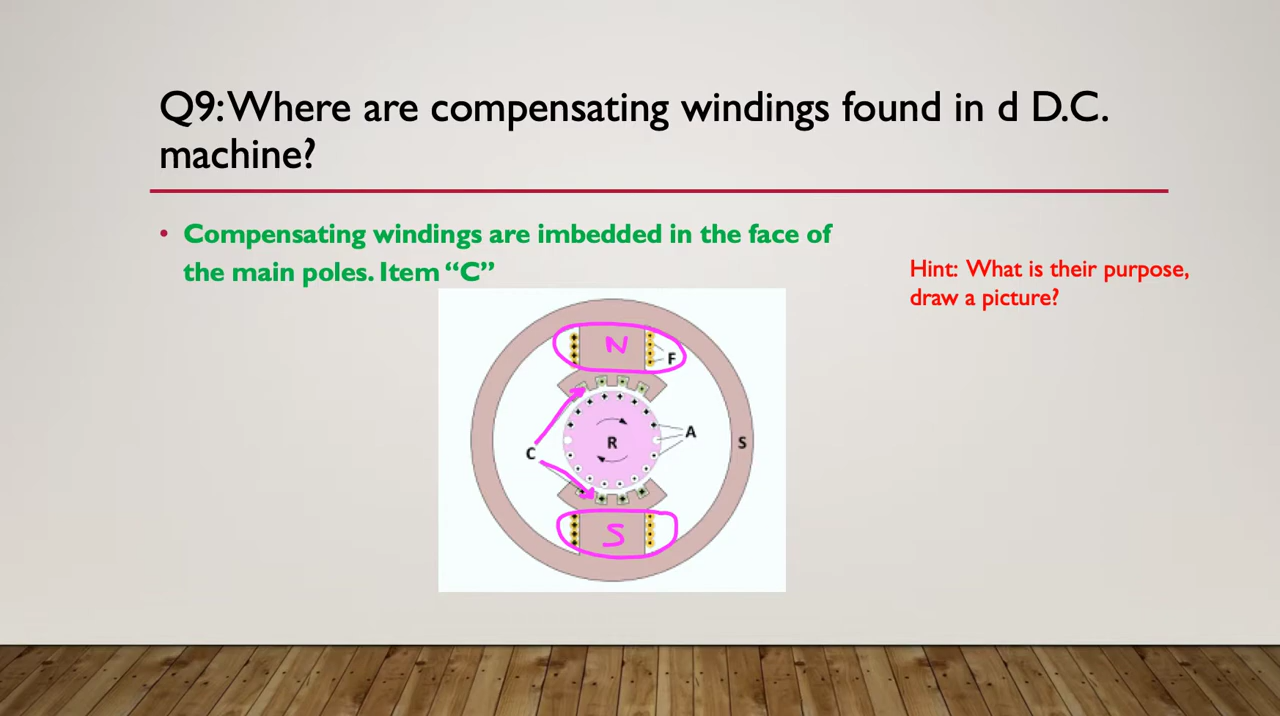 Q9: Where are compensating windings found in d D.C.
machine?
• Compensating windings are imbedded in the face of
the main poles. Item “C”
Hint: What is their purpose,
draw a picture?
N
F
A
R
S
C
S